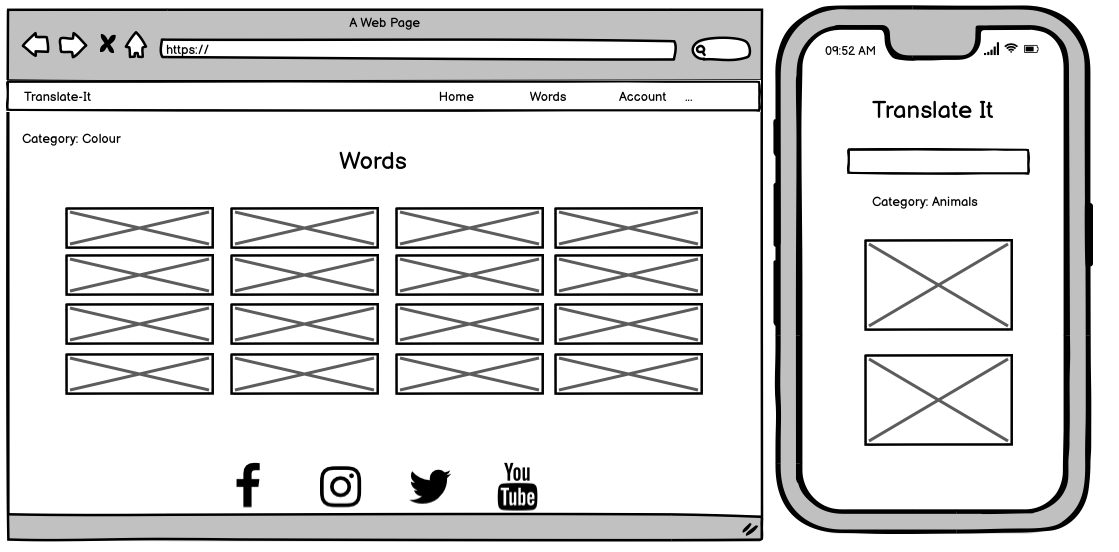 A Web Page
https://
Translate-It Home Words Account ...
Category: Colour
Words
You
Tube
09:52 AM
Translate It
Category: Animals